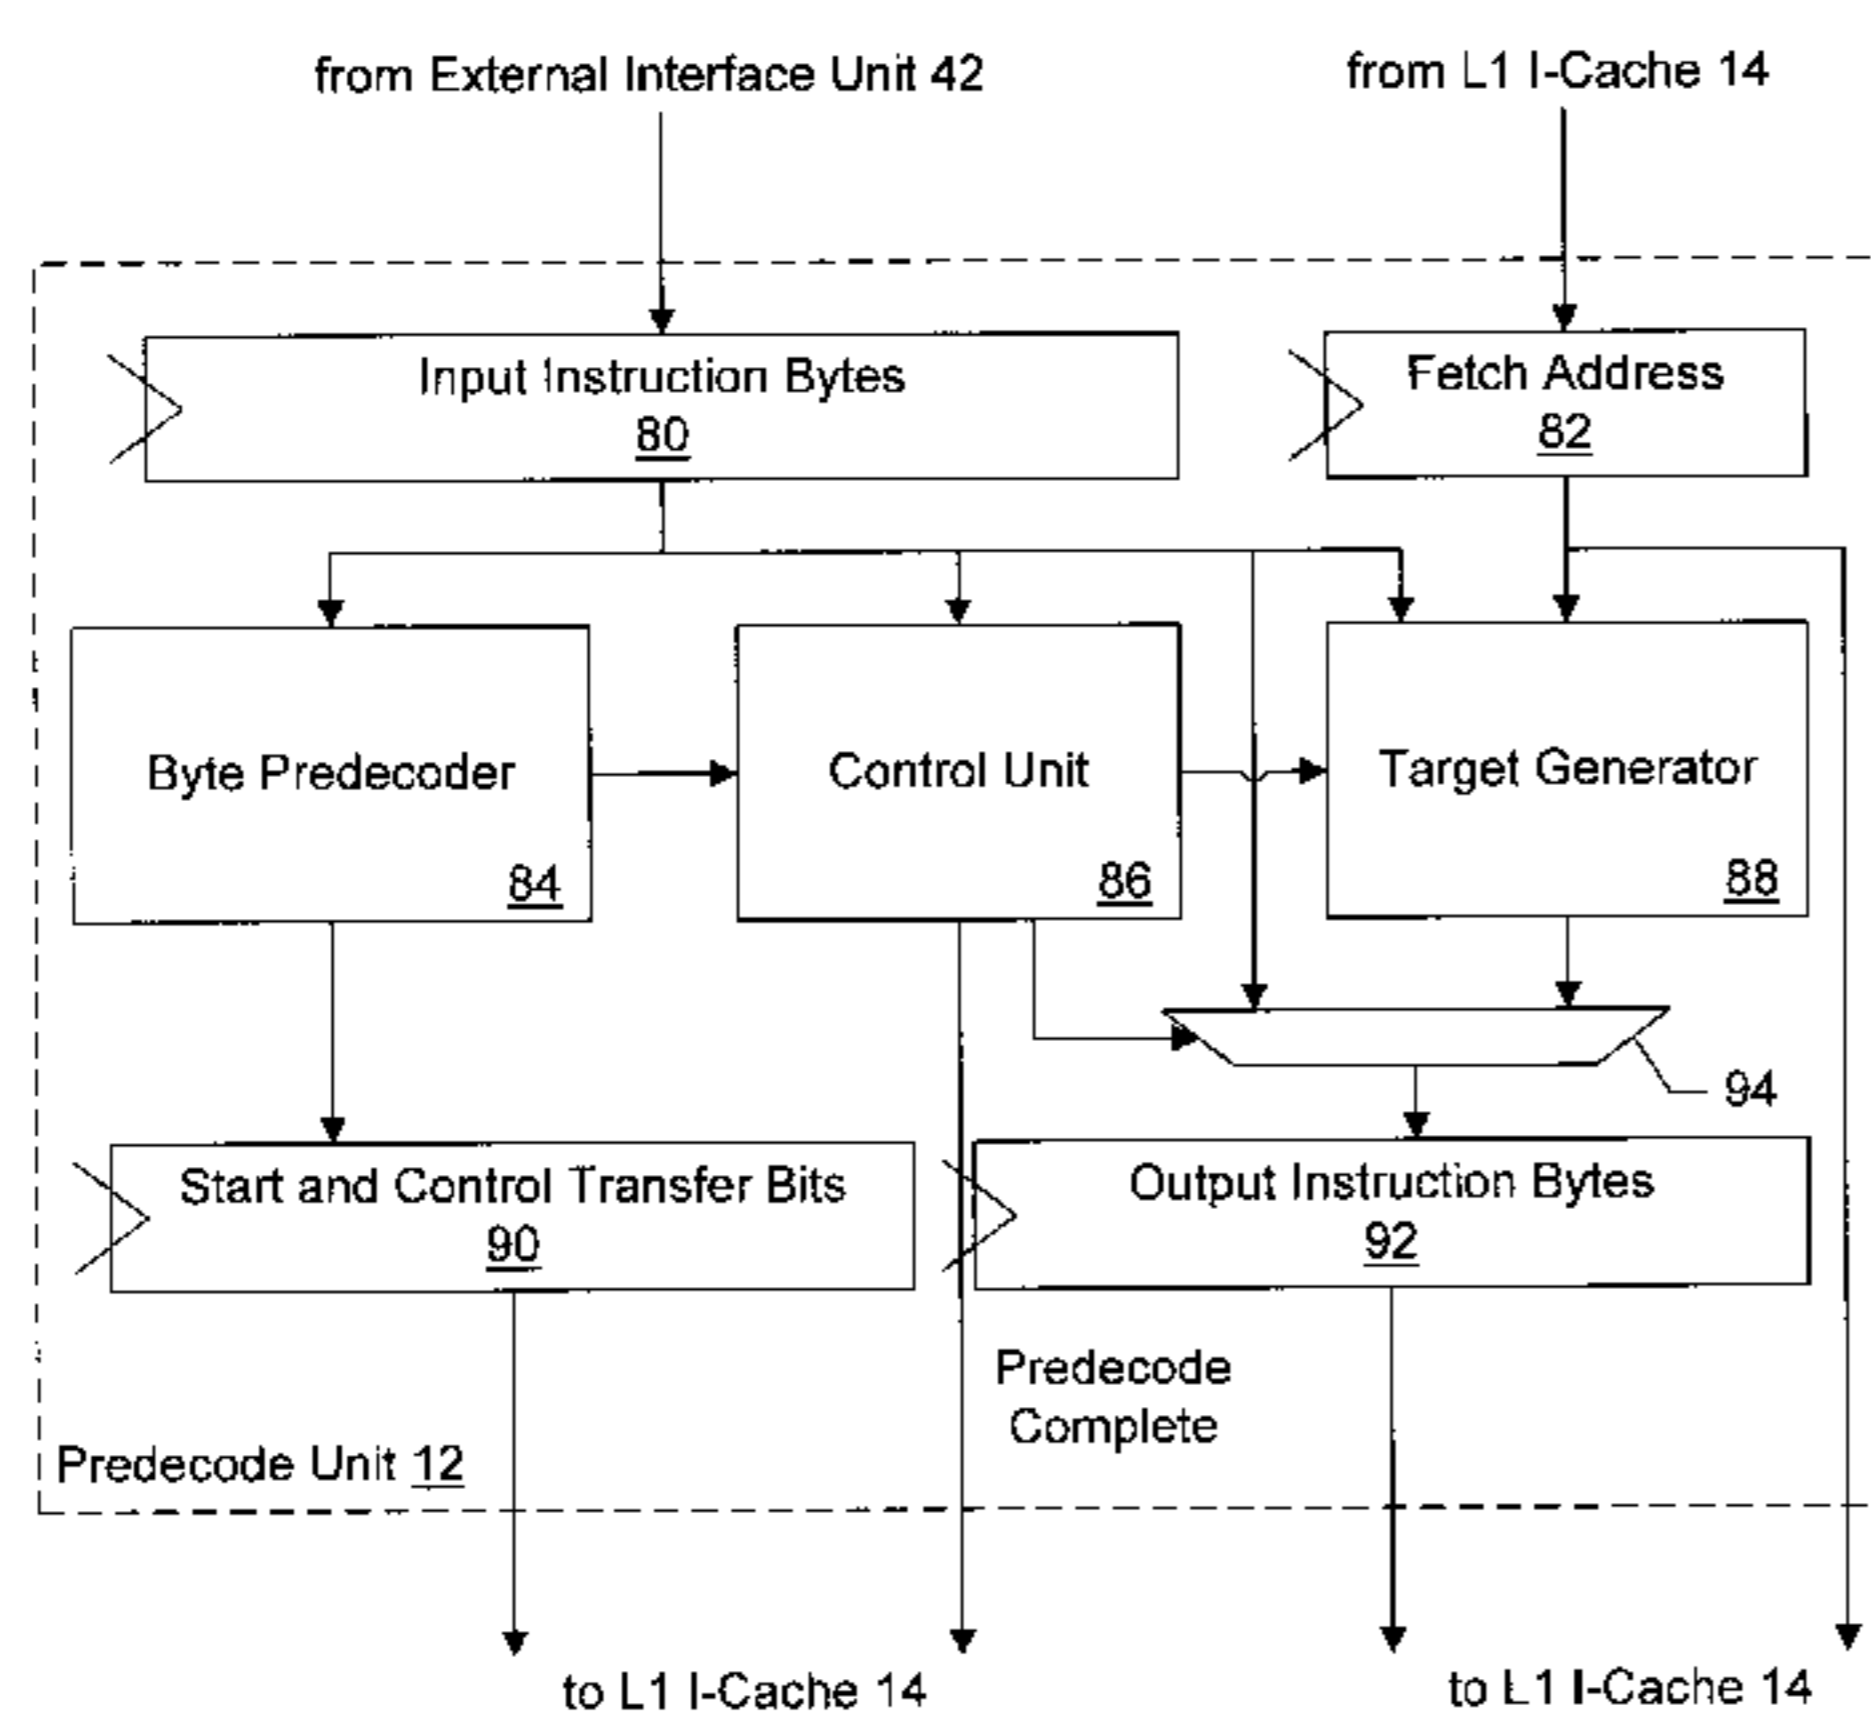 from External Interface Unit 42
from L1 I-Cache 14
Input Instruction Bytes
80
Fetch Address
82
Byte Predecoder
84
Control Unit
86
Target Generator
88
94
Start and Control Transfer Bits
90
Output Instruction Bytes
92
Predecode
Complete
Predecode Unit 12
to L1 I-Cache 14
to L1 I-Cache 14